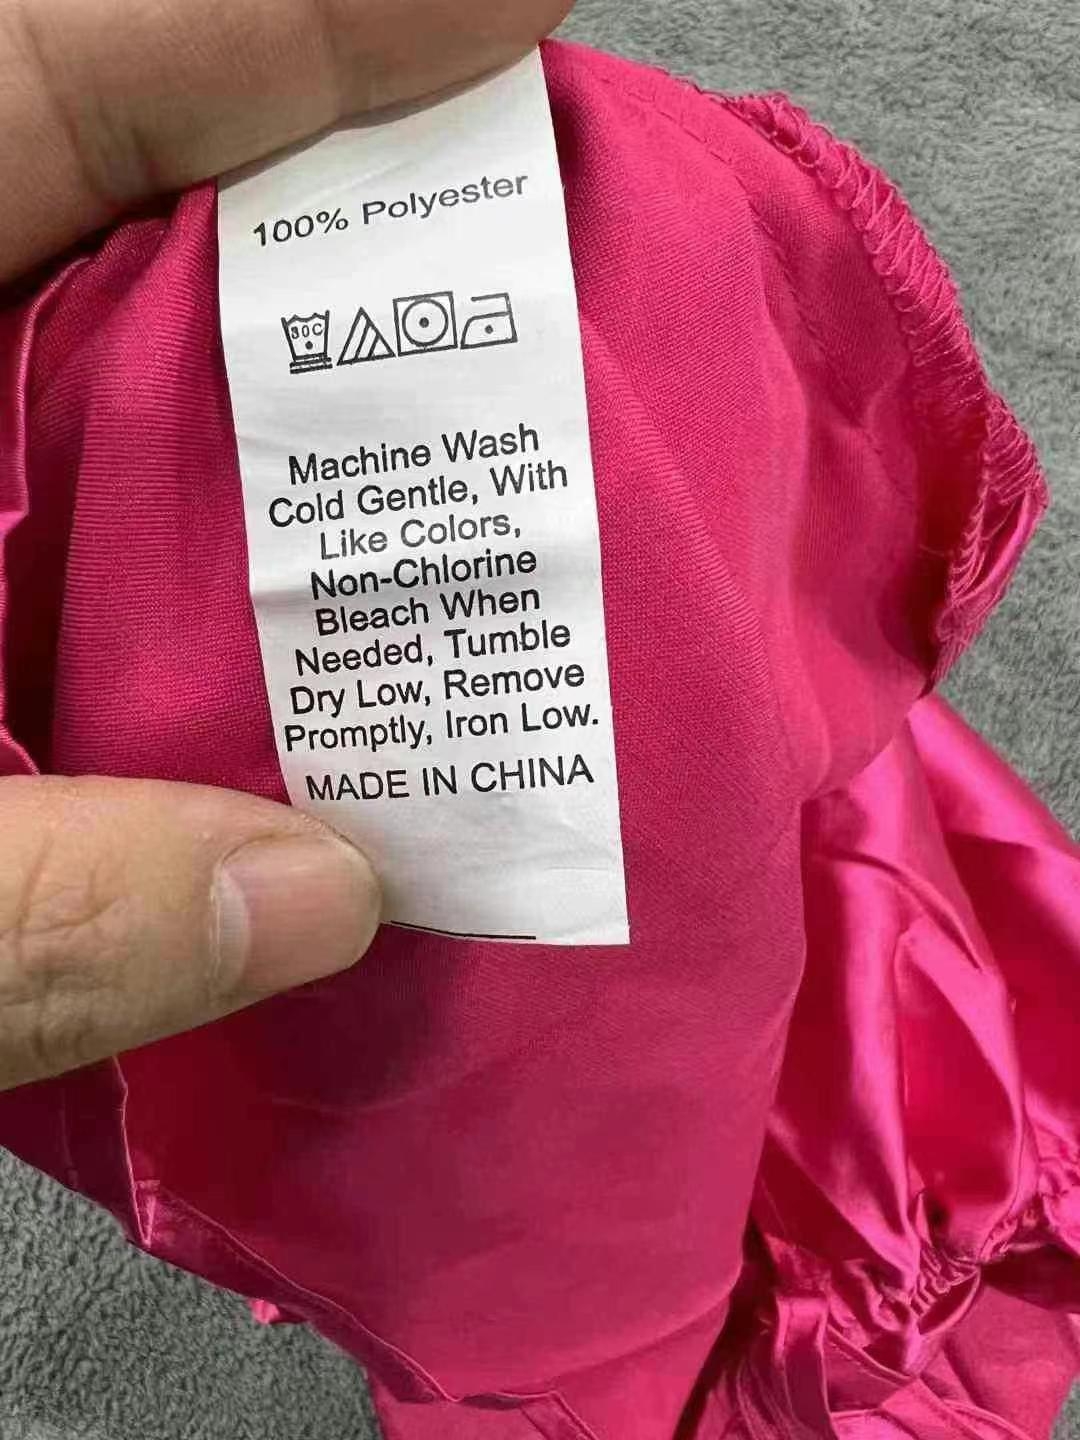 100% Polyester
30C
Machine Wash
Cold Gentle, With
Like Colors,
Non-Chlorine
Bleach When
Needed, Tumble
Dry Low, Remove
Promptly, Iron Low.
MADE IN CHINA